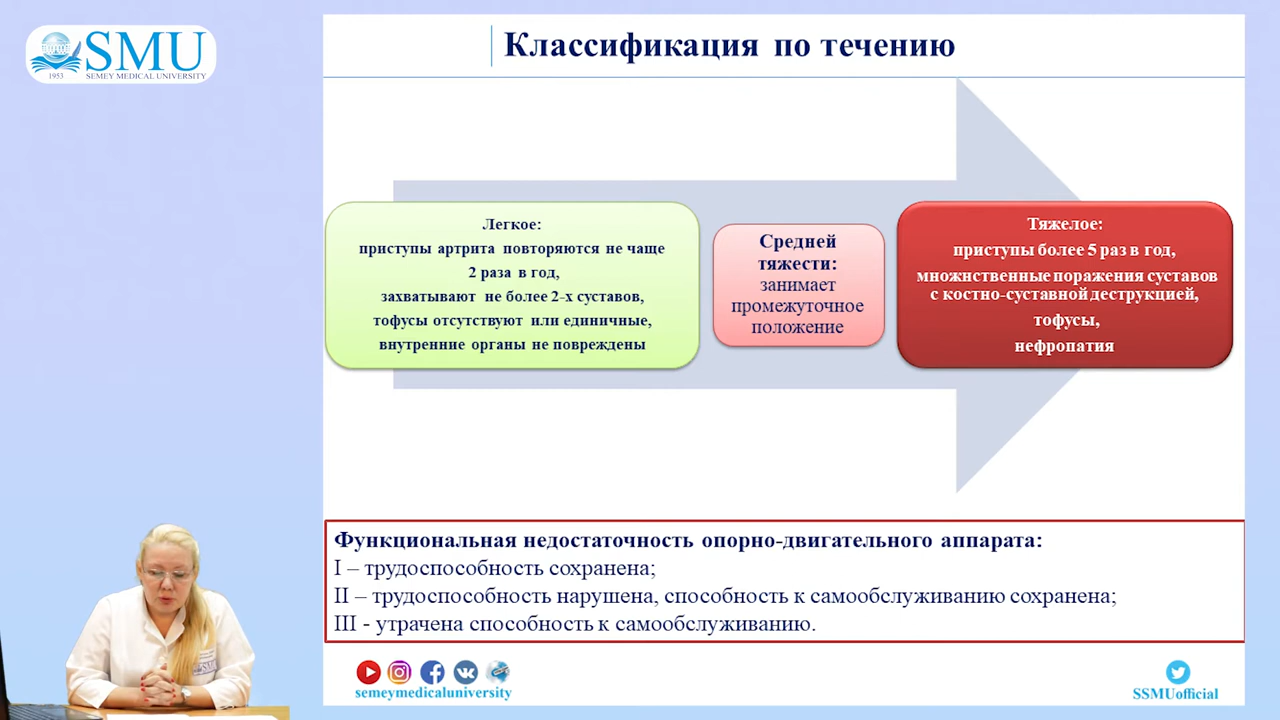 SMU
1953 SEMEY MEDICAL UNIVERSITY
Классификация по течению
Легкое:
приступы артрита повторяются не чаще
2 раза в год,
захватывают не более 2-х суставов,
тофусы отсутствуют или единичные,
внутренние органы не повреждены
Средней
тяжести:
занимает
промежуточное
положение
Тяжелое:
приступы более 5 раз в год,
множнственные поражения суставов
с костно-суставной деструкцией,
тофусы,
нефропатия
Функциональная недостаточность опорно-двигательного аппарата:
I – трудоспособность сохранена;
II – трудоспособность нарушена, способность к самообслуживанию сохранена;
III - утрачена способность к самообслуживанию.
semeymedicaluniversity
SSMUofficial